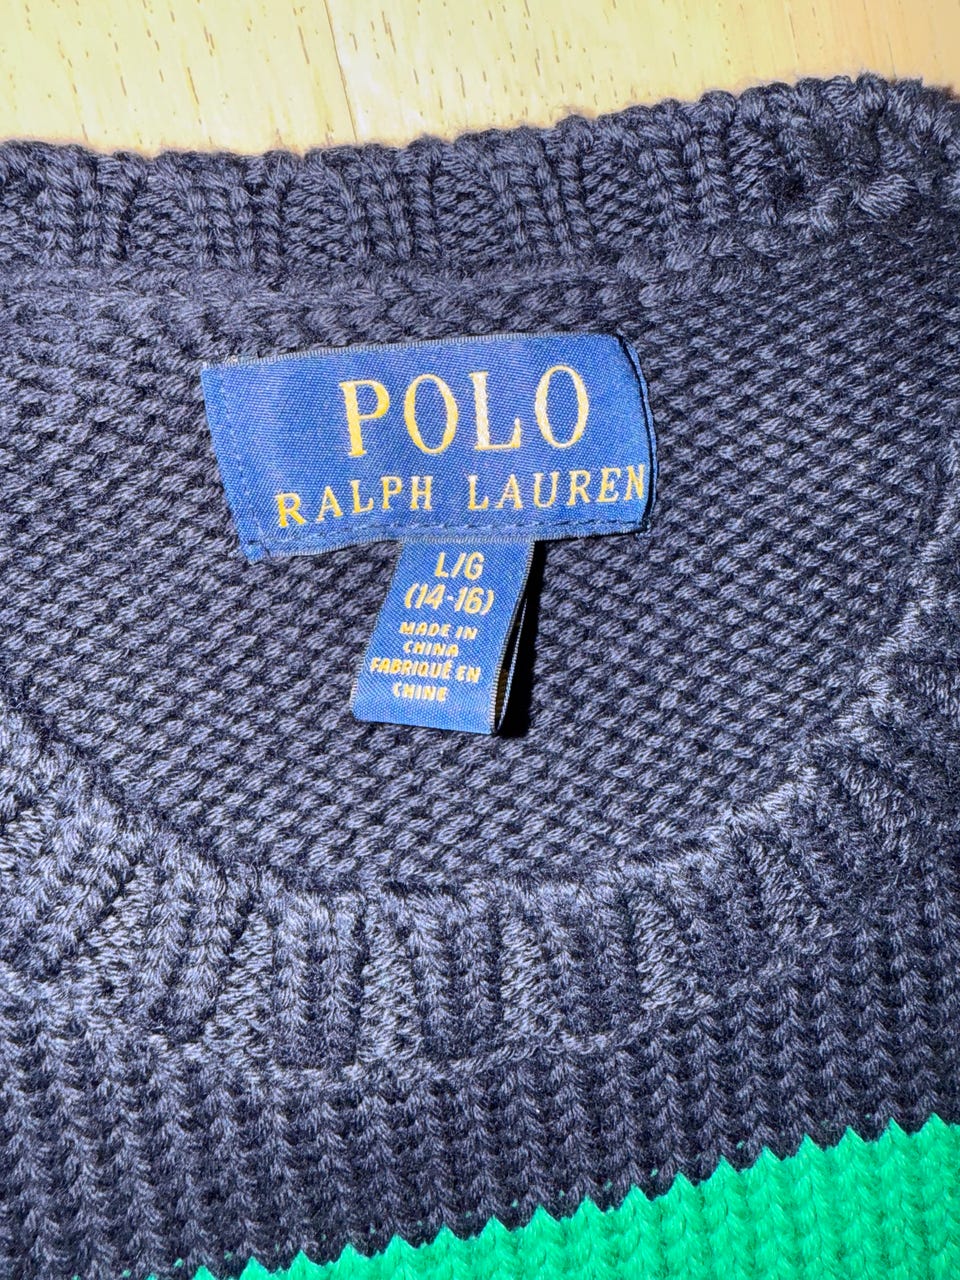 POLO
RALPH LAUREN
L/G
(14-16)
MADE IN
CHINA
FABRIQUÉ EN
CHINE